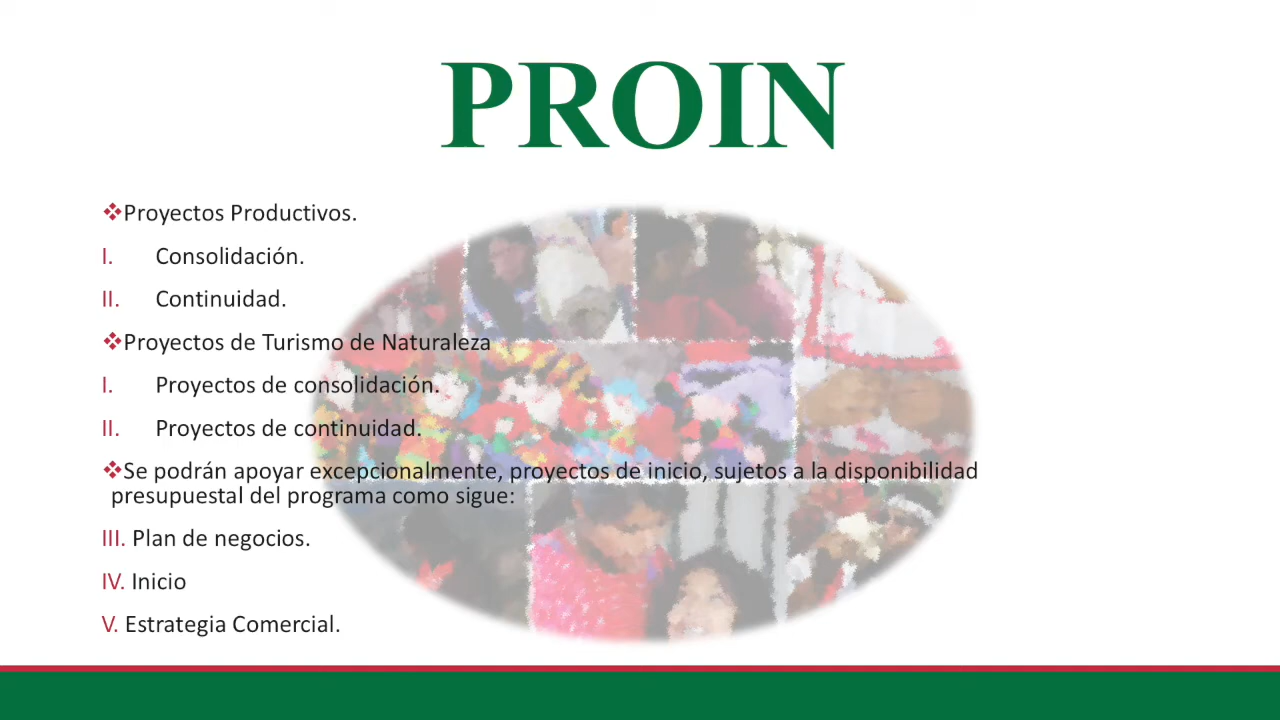 PROIN
❖Proyectos Productivos.
I. Consolidación.
II. Continuidad.
❖Proyectos de Turismo de Naturaleza
I. Proyectos de consolidación.
II. Proyectos de continuidad.
❖Se podrán apoyar excepcionalmente, proyectos de inicio, sujetos a la disponibilidad
presupuestal del programa como sigue:
III. Plan de negocios.
IV. Inicio
V. Estrategia Comercial.